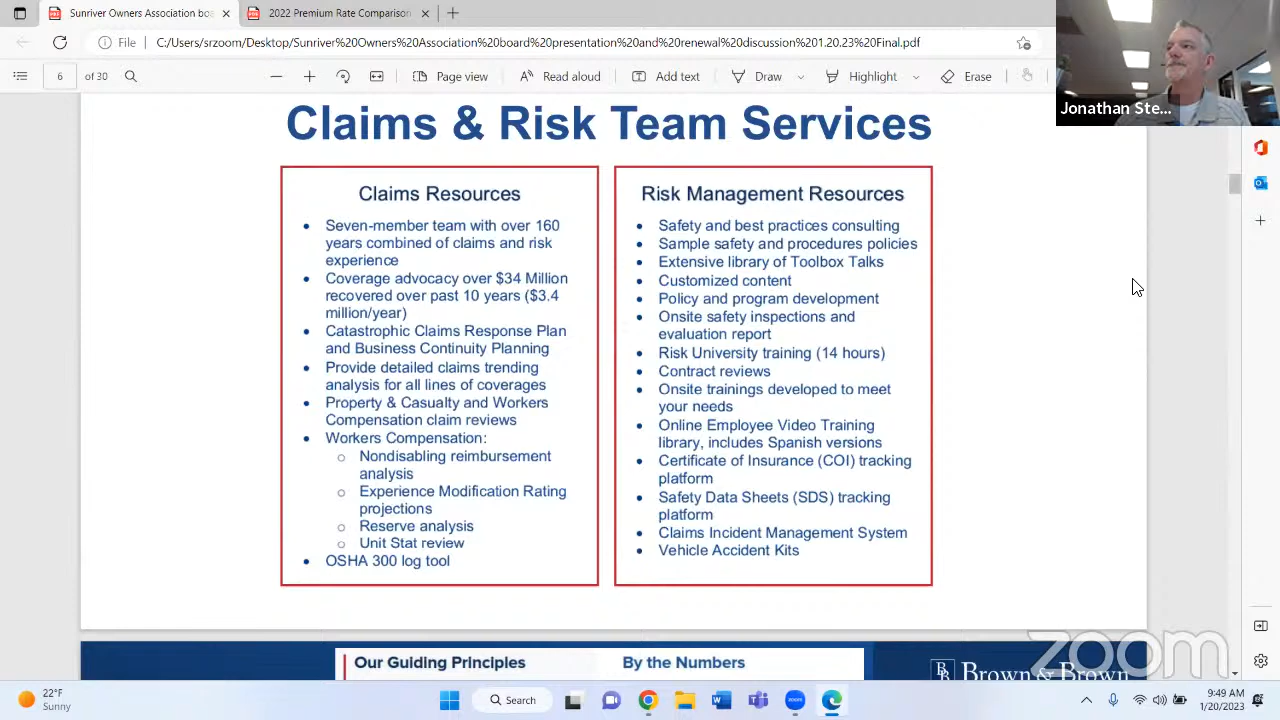 Sunriver Owners Association boa
2022 Premium Rate Comparison
File
C:/Users/srzoom/Desktop/Sunriver%20Owners%20Association%20board%20presentation%20and%20renewal%20discussion%201.20.23%20Final.pdf
6
of 30
Page view
Read aloud
Add text
Draw
Highlight
Erase
Jonathan Ste...
Claims & Risk Team Services
Claims Resources
• Seven-member team with over 160
years combined of claims and risk
experience
• Coverage advocacy over $34 Million
recovered over past 10 years ($3.4
million/year)
• Catastrophic Claims Response Plan
and Business Continuity Planning
• Provide detailed claims trending
analysis for all lines of coverages
• Property & Casualty and Workers
Compensation claim reviews
• Workers Compensation:
o Nondisabling reimbursement
analysis
o Experience Modification Rating
projections
o Reserve analysis
o Unit Stat review
• OSHA 300 log tool
Risk Management Resources
• Safety and best practices consulting
• Sample safety and procedures policies
• Extensive library of Toolbox Talks
• Customized content
• Policy and program development
• Onsite safety inspections and
evaluation report
• Risk University training (14 hours)
• Contract reviews
• Onsite trainings developed to meet
your needs
• Online Employee Video Training
library, includes Spanish versions
• Certificate of Insurance (COI) tracking
platform
• Safety Data Sheets (SDS) tracking
platform
• Claims Incident Management System
• Vehicle Accident Kits
Our Guiding Principles
By the Numbers
Brown & Brown
zoom
22°F
Sunny
Search
9:49 AM
1/20/2023